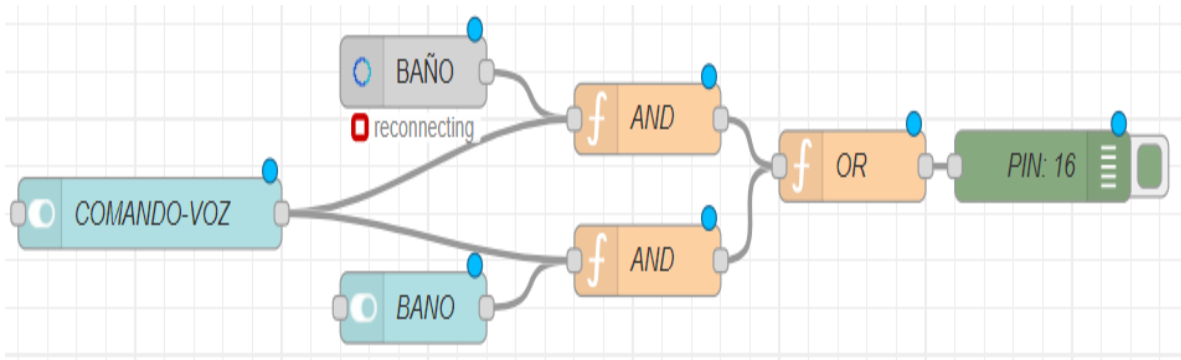 BAÑO
reconnecting
AND
COMANDO-VOZ
OR
PIN: 16
AND
BANO